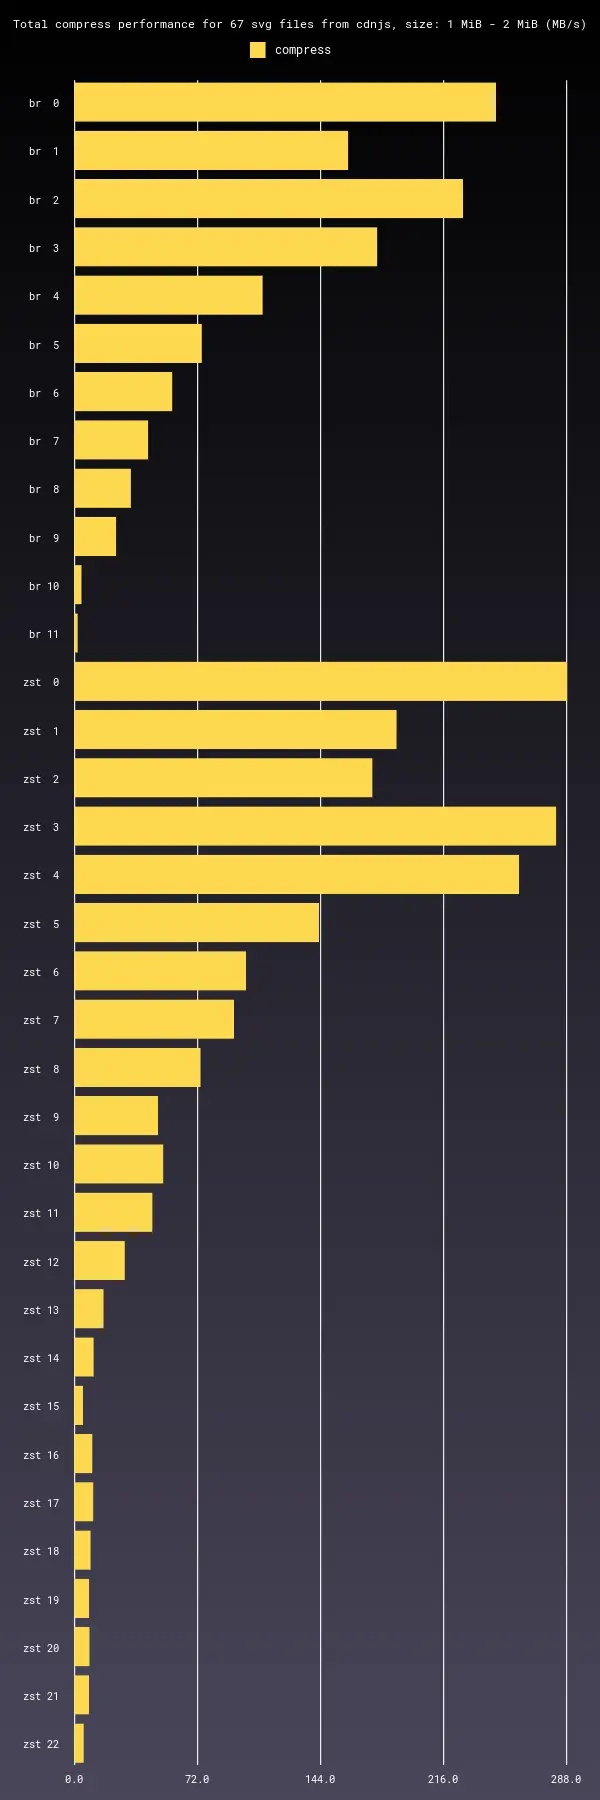 Total compress performance for 67 svg files from cdnjs, size: 1 MiB - 2 MiB (MB/s)
compress
br  0
br  1
br  2
br  3
br  4
br  5
br  6
br  7
br  8
br  9
br 10
br 11
zst  0
zst  1
zst  2
zst  3
zst  4
zst  5
zst  6
zst  7
zst  8
zst  9
zst 10
zst 11
zst 12
zst 13
zst 14
zst 15
zst 16
zst 17
zst 18
zst 19
zst 20
zst 21
zst 22
0.0 72.0 144.0 216.0 288.0